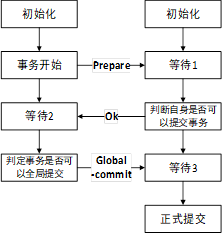 初始化
初始化
事务开始
Prepare
等待1
等待2
Ok
判断自身是否可
以提交事务
判定事务是否可
以全局提交
Global
-commit
等待3
正式提交